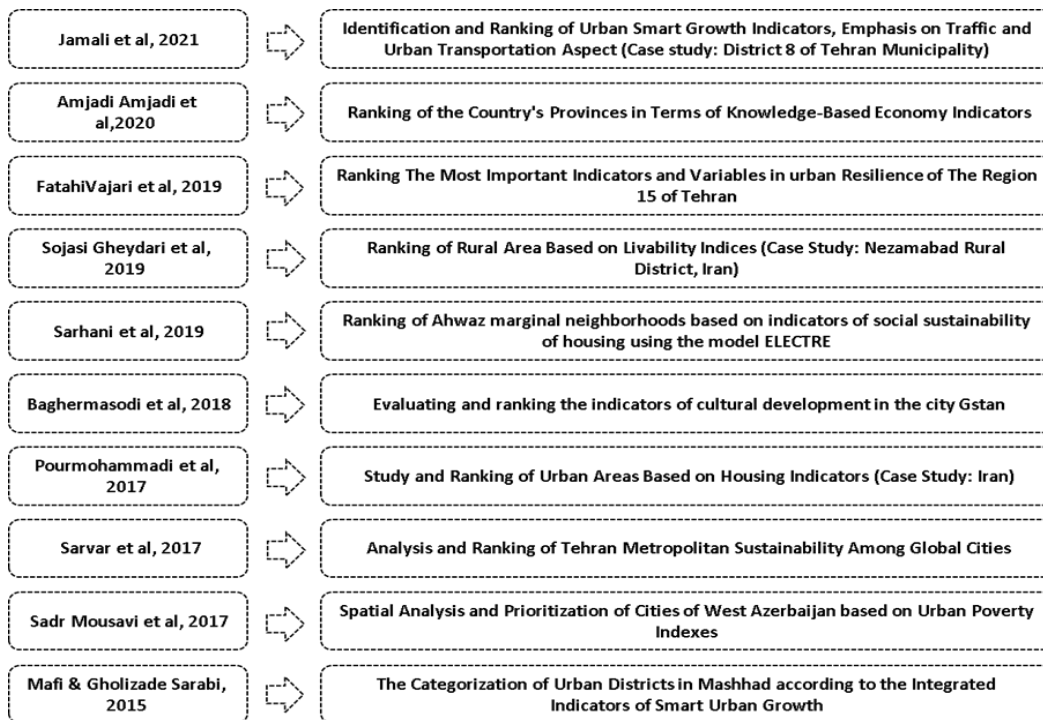 Jamali et al, 2021
Identification and Ranking of Urban Smart Growth Indicators, Emphasis on Traffic and
Urban Transportation Aspect (Case study: District 8 of Tehran Municipality)
Amjadi Amjadi et
al,2020
Ranking of the Country's Provinces in Terms of Knowledge-Based Economy Indicators
FatahiVajari et al, 2019
Ranking The Most Important Indicators and Variables in urban Resilience of The Region
15 of Tehran
Sojasi Gheydari et al,
2019
Ranking of Rural Area Based on Livability Indices (Case Study: Nezamabad Rural
District, Iran)
Sarhani et al, 2019
Ranking of Ahwaz marginal neighborhoods based on indicators of social sustainability
of housing using the model ELECTRE
Baghermasodi et al, 2018
Evaluating and ranking the indicators of cultural development in the city Gstan
Pourmohammadi et al,
2017
Study and Ranking of Urban Areas Based on Housing Indicators (Case Study: Iran)
Sarvar et al, 2017
Analysis and Ranking of Tehran Metropolitan Sustainability Among Global Cities
Sadr Mousavi et al, 2017
Spatial Analysis and Prioritization of Cities of West Azerbaijan based on Urban Poverty
Indexes
Mafi & Gholizade Sarabi,
2015
The Categorization of Urban Districts in Mashhad according to the Integrated
Indicators of Smart Urban Growth